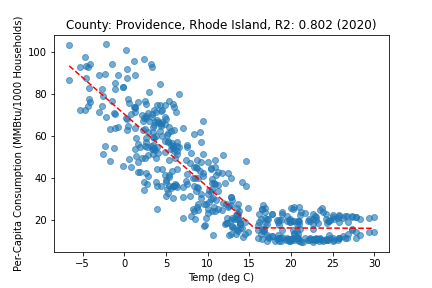 County: Providence, Rhode Island, R2: 0.802 (2020)
Per-Capita Consumption (MMBtu/1000 Households)
100
80
60
40
20
−5 0 5 10 15 20 25 30
Temp (deg C)